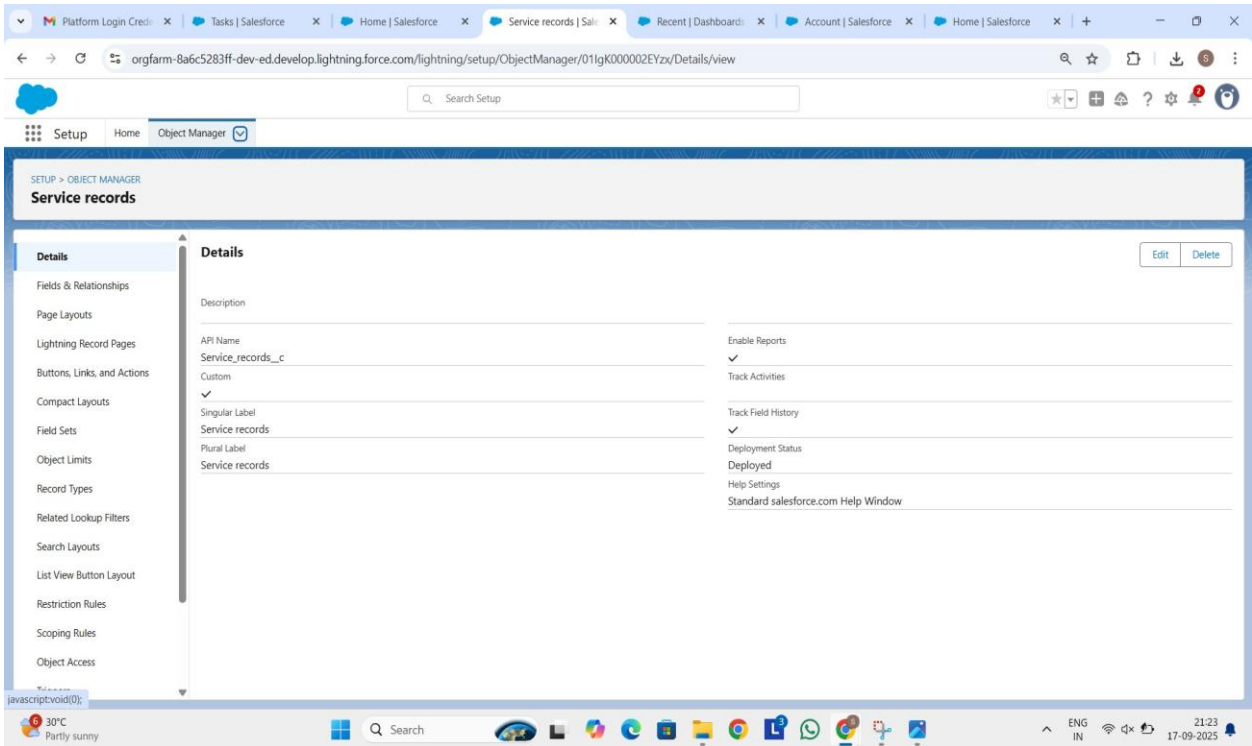 Platform Login Crede
Tasks | Salesforce
Home | Salesforce
Service records | Sale
Recent | Dashboards
Account | Salesforce
Home | Salesforce
orgfarm-8a6c5283ff-dev-ed.develop.lightning.force.com/lightning/setup/ObjectManager/01IgK000002EYzx/Details/view
S
Search Setup
2
Setup
Home
Object Manager
SETUP > OBJECT MANAGER
Service records
Details
Fields & Relationships
Page Layouts
Lightning Record Pages
Buttons, Links, and Actions
Compact Layouts
Field Sets
Object Limits
Record Types
Related Lookup Filters
Search Layouts
List View Button Layout
Restriction Rules
Scoping Rules
Object Access
Details
Edit
Delete
Description
API Name
Service_records__c
Custom
Singular Label
Service records
Plural Label
Service records
Enable Reports
Track Activities
Track Field History
Deployment Status
Deployed
Help Settings
Standard salesforce.com Help Window
javascript:void(0);
6
30°C
Partly sunny
Search
L
L
3
ENG
IN
21:23
17-09-2025